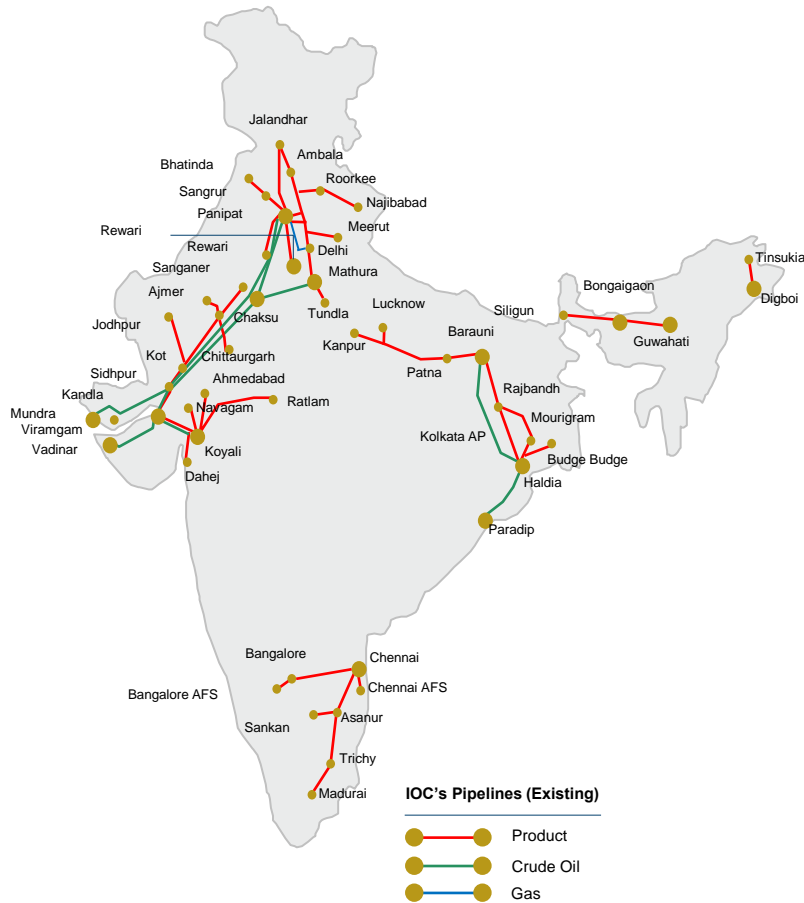 Jalandhar
Ambala
Bhatinda
Roorkee
Sangrur
Najibabad
Panipat
Meerut
Rewari
Rewari
Delhi
Tinsukia
Sanganer
Mathura
Bongaigaon
Ajmer
Lucknow
Digboi
Chaksu
Tundla
Siligun
Jodhpur
Kanpur
Barauni
Guwahati
Kot
Chittaurgarh
Sidhpur
Patna
Ahmedabad
Rajbandh
Kandla
Navagam
Ratlam
Mundra
Mourigram
Viramgam
Kolkata AP
Vadinar
Koyali
Budge Budge
Dahej
Haldia
Paradip
Bangalore
Chennai
Bangalore AFS
Chennai AFS
Sankan
Asanur
Trichy
Madurai
IOC's Pipelines (Existing)
Product
Crude Oil
Gas